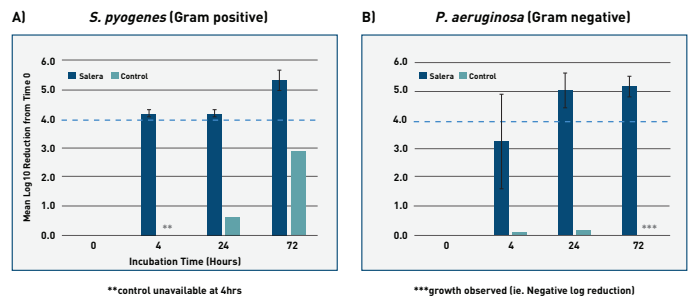 A) S. pyogenes (Gram positive)
Mean Log10 Reduction from Time 0
6.0
5.0
4.0
3.0
2.0
1.0
0.0
Salera Control
**
0 4 24 72
Incubation Time (Hours)
**control unavailable at 4hrs
B) P. aeruginosa (Gram negative)
6.0
5.0
4.0
3.0
2.0
1.0
0.0
Salera Control
***
0 4 24 72
***growth observed (ie. Negative log reduction)